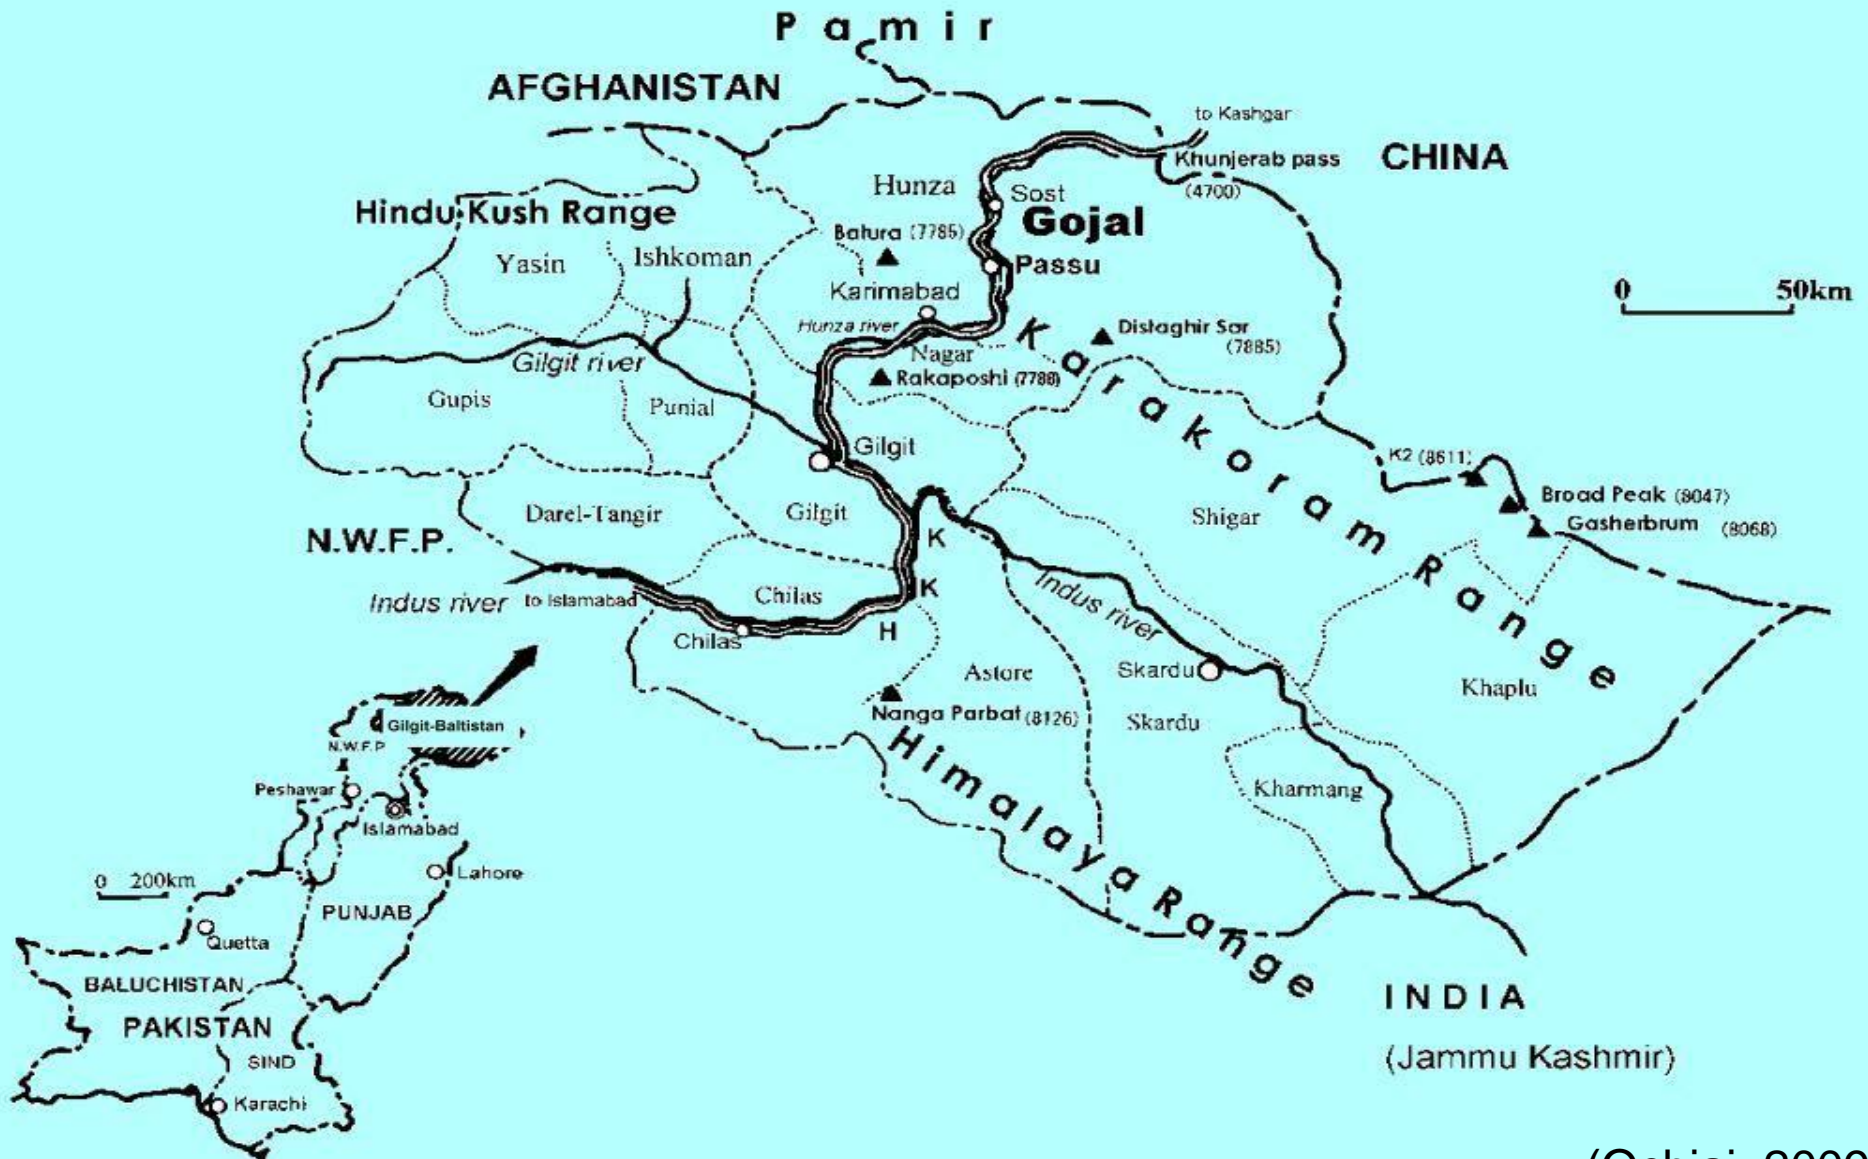 Pamir
AFGHANISTAN
to Kashgar
Khunjerab pass
(4700)
CHINA
Hunza
Sost
Gojal
Hindu Kush Range
Batura (7785)
Yasin
Ishkoman
Passu
Karimabad
0 50km
Hunza river
Distaghir Sar
(7885)
Nagar
Gilgit river
Rakaposhi (7788)
Gupis
Punial
Karakoram Range
Gilgit
K2 (8611)
Broad Peak (8047)
Gasherbrum (8068)
Darel-Tangir
Gilgit
Shigar
N.W.F.P.
K
K
H
Indus river
to Islamabad
Chilas
Indus river
Chilas
Astore
Skardu
Khaplu
Nanga Parbat (8126)
Skardu
Himalaya Range
Kharmang
Gilgit-Baltistan
N.W.F.P
Peshawar
Islamabad
0 200km
Lahore
PUNJAB
Quetta
BALUCHISTAN
PAKISTAN
SIND
Karachi
INDIA
(Jammu Kashmir)